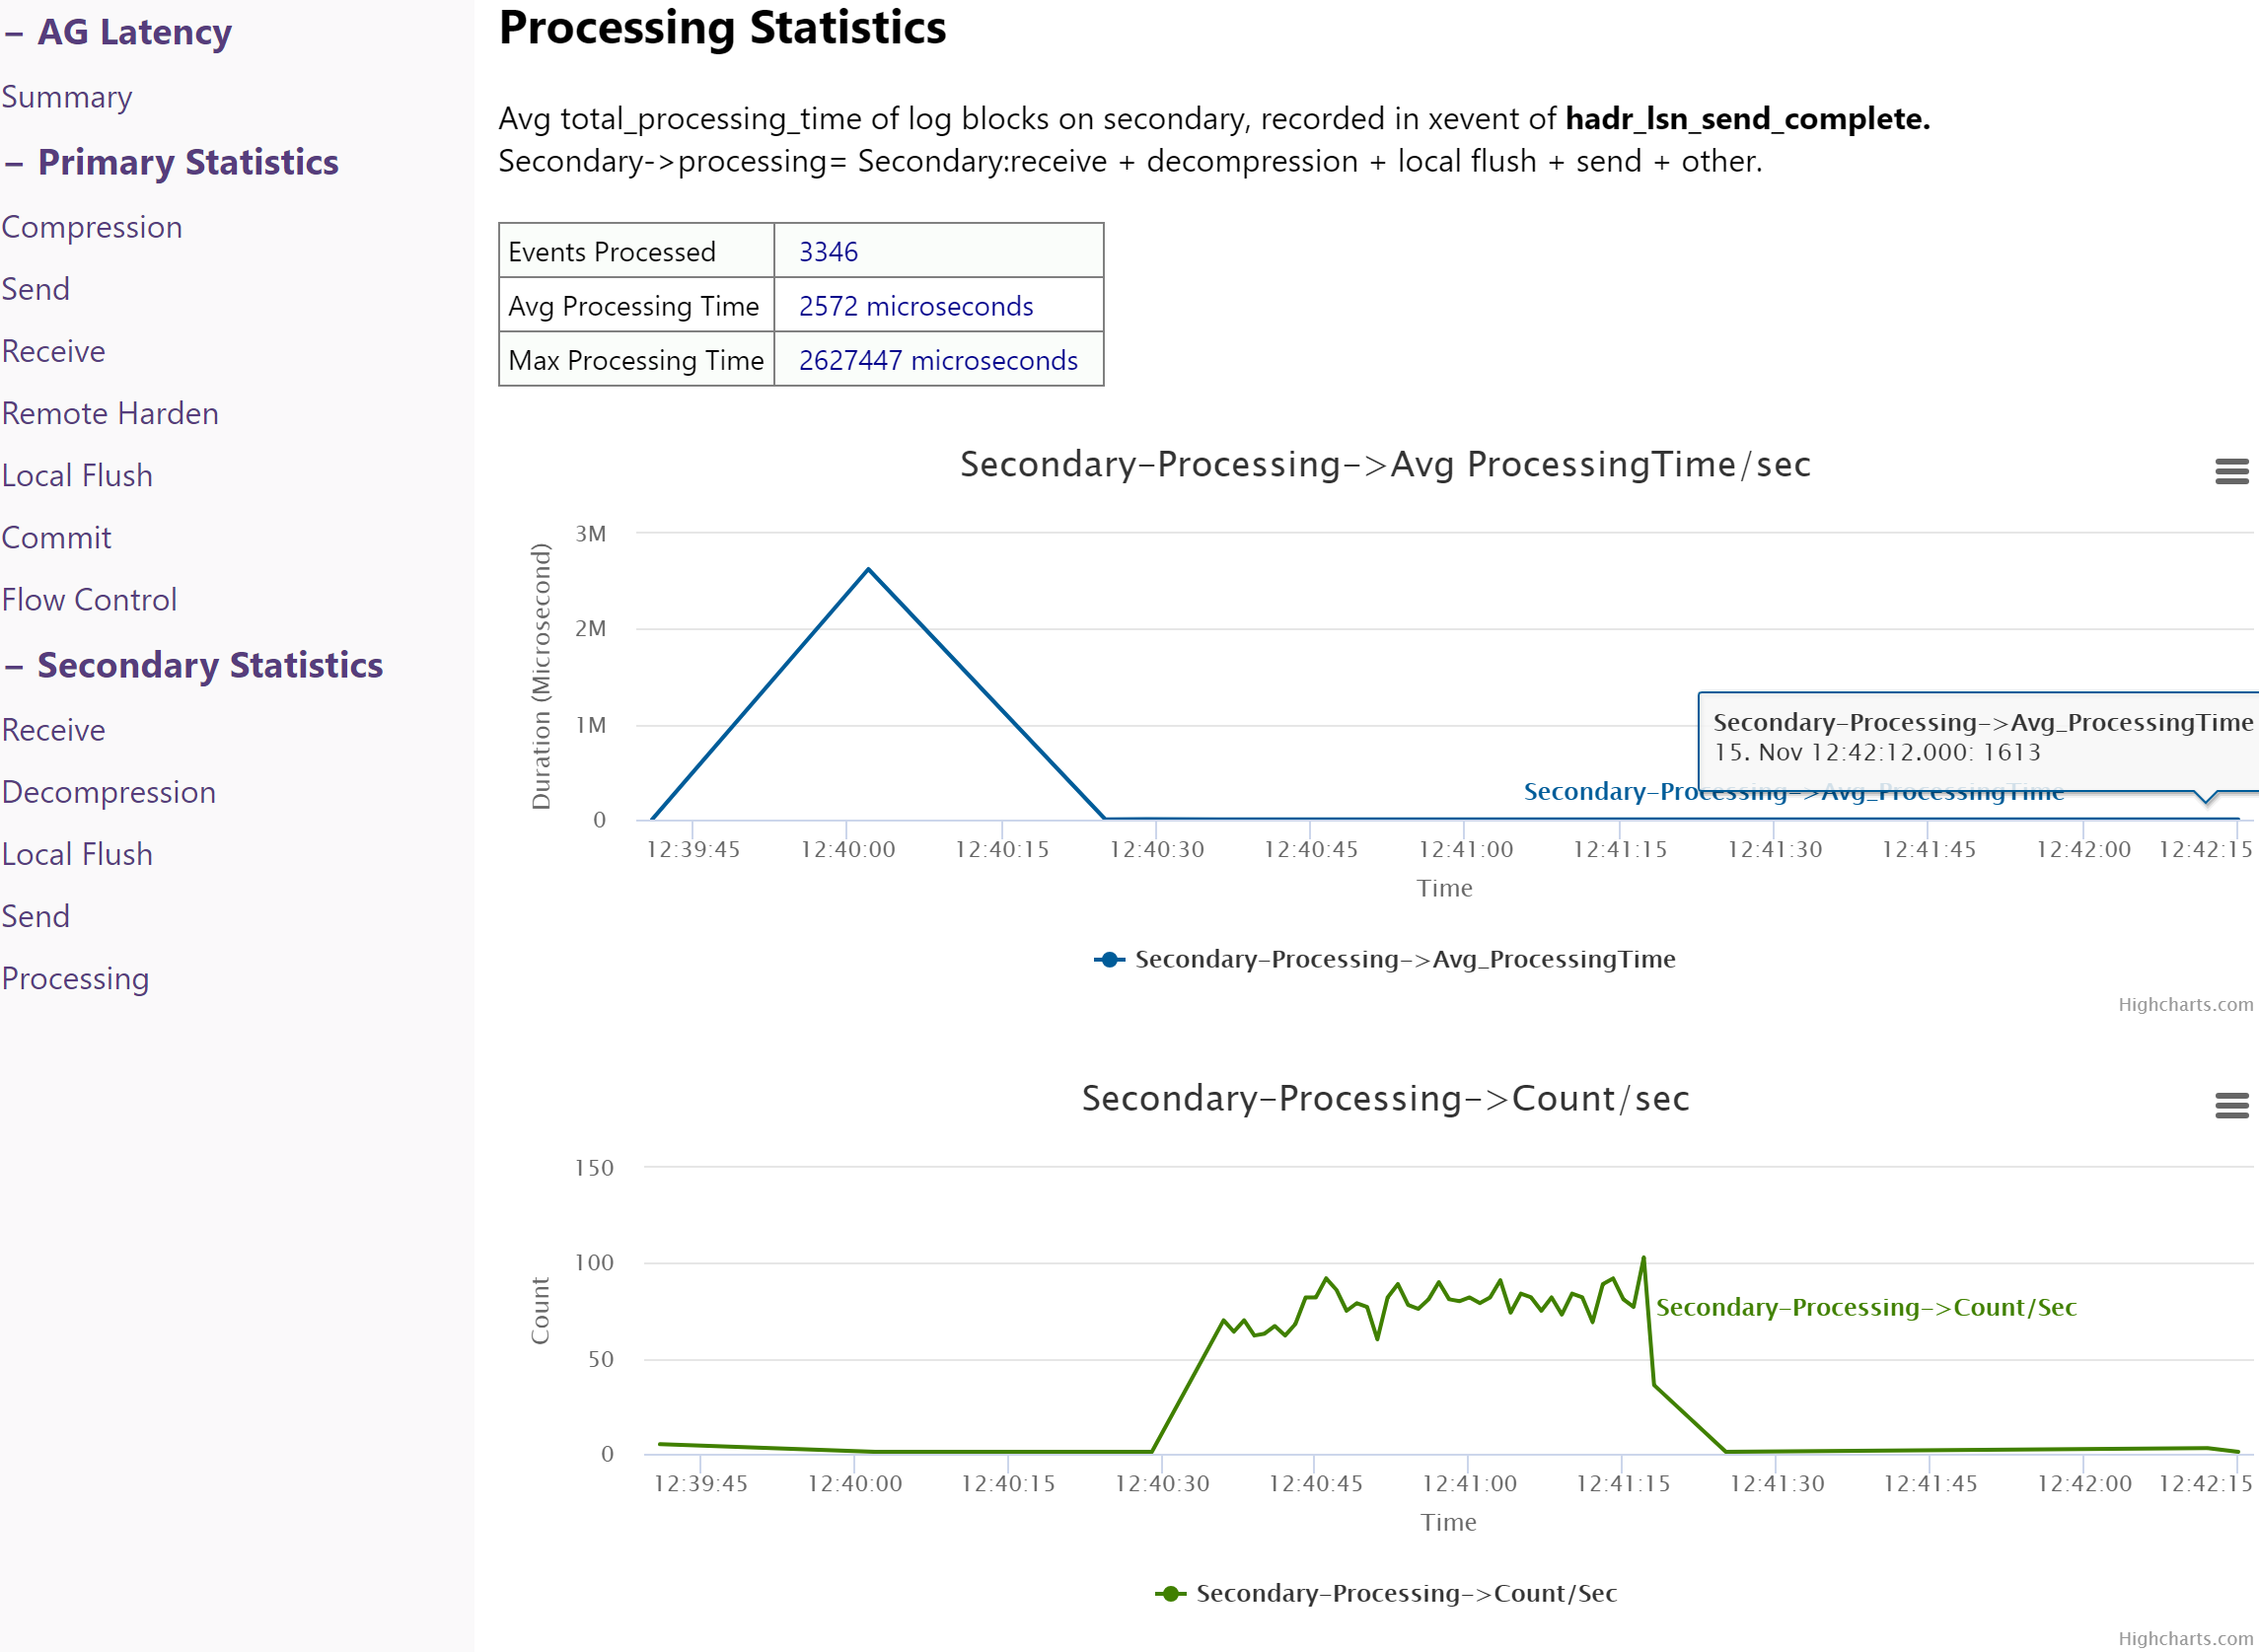 − AG Latency
Summary
− Primary Statistics
Compression
Send
Receive
Remote Harden
Local Flush
Commit
Flow Control
− Secondary Statistics
Receive
Decompression
Local Flush
Send
Processing
Processing Statistics
Avg total_processing_time of log blocks on secondary, recorded in xevent of hadr_lsn_send_complete.
Secondary->processing= Secondary:receive + decompression + local flush + send + other.
Events Processed 3346
Avg Processing Time 2572 microseconds
Max Processing Time 2627447 microseconds
Secondary-Processing->Avg ProcessingTime/sec
Duration (Microsecond)
3M
2M
1M
0
Secondary-Processing->Avg_ProcessingTime
15. Nov 12:42:12.000: 1613
Secondary-Processing->Avg_ProcessingTime
12:39:45 12:40:00 12:40:15 12:40:30 12:40:45 12:41:00 12:41:15 12:41:30 12:41:45 12:42:00 12:42:15
Time
Secondary-Processing->Avg_ProcessingTime
Highcharts.com
Secondary-Processing->Count/sec
Count
150
100
50
0
Secondary-Processing->Count/Sec
12:39:45 12:40:00 12:40:15 12:40:30 12:40:45 12:41:00 12:41:15 12:41:30 12:41:45 12:42:00 12:42:15
Time
Secondary-Processing->Count/Sec
Highcharts.com